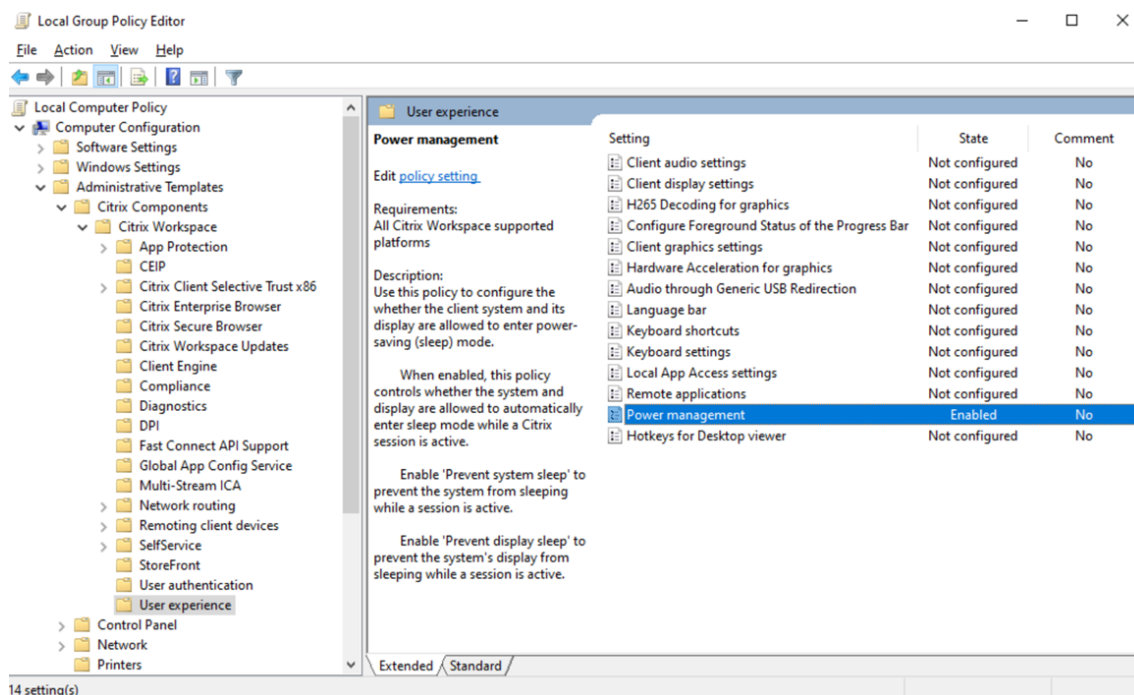 Local Group Policy Editor
File Action View Help
Local Computer Policy
Computer Configuration
Software Settings
Windows Settings
Administrative Templates
Citrix Components
Citrix Workspace
App Protection
CEIP
Citrix Client Selective Trust x86
Citrix Enterprise Browser
Citrix Secure Browser
Citrix Workspace Updates
Client Engine
Compliance
Diagnostics
DPI
Fast Connect API Support
Global App Config Service
Multi-Stream ICA
Network routing
Remoting client devices
SelfService
StoreFront
User authentication
User experience
Control Panel
Network
Printers
User experience
Power management
Edit policy setting
Requirements:
All Citrix Workspace supported
platforms
Description:
Use this policy to configure the
whether the client system and its
display are allowed to enter power-
saving (sleep) mode.
When enabled, this policy
controls whether the system and
display are allowed to automatically
enter sleep mode while a Citrix
session is active.
Enable 'Prevent system sleep' to
prevent the system from sleeping
while a session is active.
Enable 'Prevent display sleep' to
prevent the system's display from
sleeping while a session is active.
Setting State Comment
Client audio settings Not configured No
Client display settings Not configured No
H265 Decoding for graphics Not configured No
Configure Foreground Status of the Progress Bar Not configured No
Client graphics settings Not configured No
Hardware Acceleration for graphics Not configured No
Audio through Generic USB Redirection Not configured No
Language bar Not configured No
Keyboard shortcuts Not configured No
Keyboard settings Not configured No
Local App Access settings Not configured No
Remote applications Not configured No
Power management Enabled No
Hotkeys for Desktop viewer Not configured No
Extended Standard
14 setting(s)